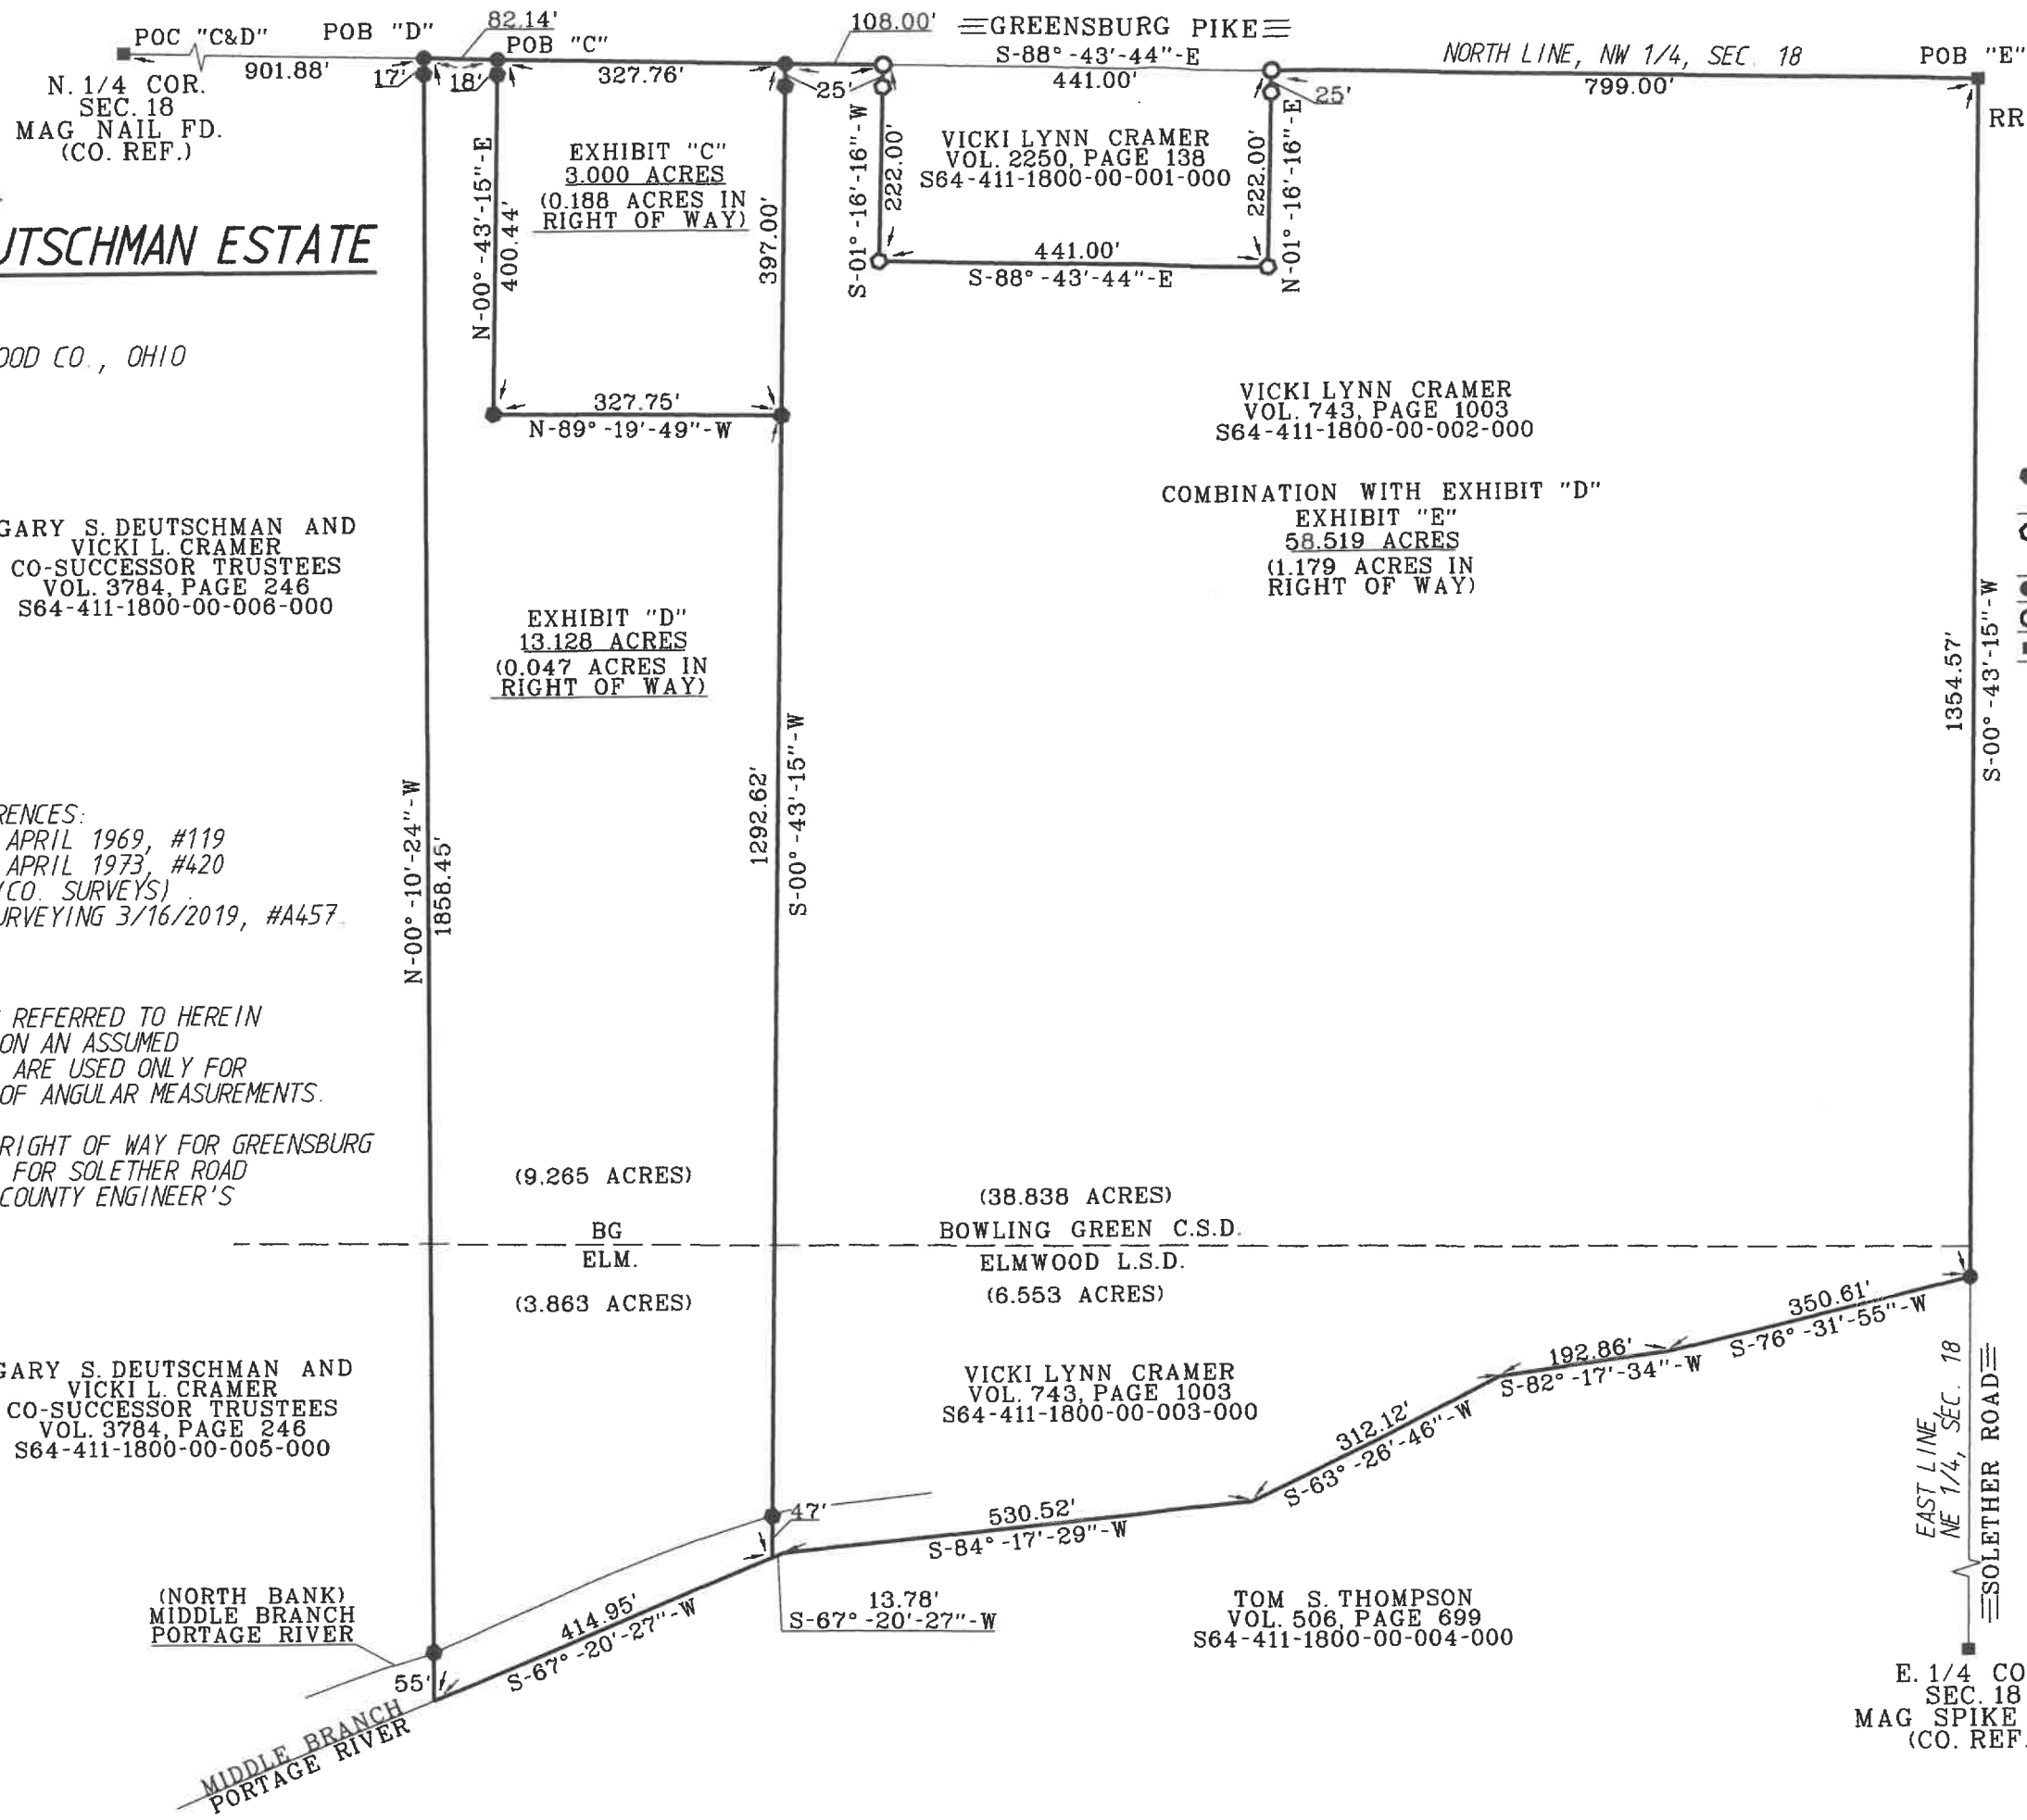 POC "C&D"
POB "D"
82.14'
POB "C"
108.00'
GREENSBURG PIKE
S-88°-43'-44"-E
NORTH LINE, NW 1/4, SEC. 18
POB "E"
901.88'
17'
18'
327.76'
25'
441.00'
25'
799.00'
RR
N. 1/4 COR.
SEC. 18
MAG NAIL FD.
(CO. REF.)
N-00°-43'-15"-E
400.44'
EXHIBIT "C"
3.000 ACRES
(0.188 ACRES IN
RIGHT OF WAY)
397.00'
S-01°-16'-16"-W
222.00'
VICKI LYNN CRAMER
VOL. 2250, PAGE 138
S64-411-1800-00-001-000
222.00'
N-01°-16'-16"-E
441.00'
S-88°-43'-44"-E
UTSCHMAN ESTATE
OOD CO., OHIO
327.75'
N-89°-19'-49"-W
VICKI LYNN CRAMER
VOL. 743, PAGE 1003
S64-411-1800-00-002-000
COMBINATION WITH EXHIBIT "D"
EXHIBIT "E"
58.519 ACRES
(1.179 ACRES IN
RIGHT OF WAY)
GARY S. DEUTSCHMAN AND
VICKI L. CRAMER
CO-SUCCESSOR TRUSTEES
VOL. 3784, PAGE 246
S64-411-1800-00-006-000
EXHIBIT "D"
13.128 ACRES
(0.047 ACRES IN
RIGHT OF WAY)
1354.57'
S-00°-43'-15"-W
N-00°-10'-24"-W
1858.45'
1292.62'
S-00°-43'-15"-W
RENCES:
APRIL 1969, #119
APRIL 1973, #420
(CO. SURVEYS)
URVEYING 3/16/2019, #A457
REFERRED TO HEREIN
ON AN ASSUMED
ARE USED ONLY FOR
OF ANGULAR MEASUREMENTS.
RIGHT OF WAY FOR GREENSBURG
FOR SOLETHER ROAD
COUNTY ENGINEER'S
(9.265 ACRES)
(38.838 ACRES)
BG
BOWLING GREEN C.S.D.
ELM.
ELMWOOD L.S.D.
(3.863 ACRES)
(6.553 ACRES)
350.61'
S-76°-31'-55"-W
192.86'
S-82°-17'-34"-W
312.12'
S-63°-26'-46"-W
530.52'
S-84°-17'-29"-W
VICKI LYNN CRAMER
VOL. 743, PAGE 1003
S64-411-1800-00-003-000
GARY S. DEUTSCHMAN AND
VICKI L. CRAMER
CO-SUCCESSOR TRUSTEES
VOL. 3784, PAGE 246
S64-411-1800-00-005-000
EAST LINE,
NE 1/4, SEC. 18
SOLETHER ROAD
47'
13.78'
S-67°-20'-27"-W
414.95'
S-67°-20'-27"-W
(NORTH BANK)
MIDDLE BRANCH
PORTAGE RIVER
55'
MIDDLE BRANCH
PORTAGE RIVER
TOM S. THOMPSON
VOL. 506, PAGE 699
S64-411-1800-00-004-000
E. 1/4 CO
SEC. 18
MAG SPIKE
(CO. REF.